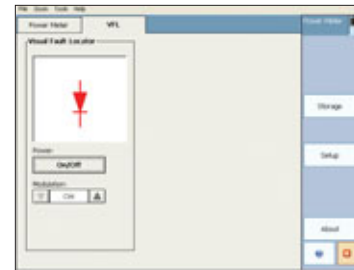 File Zoom Tools Help
Power Meter VFL
Power Meter
Visual Fault Locator
Power
On/Off
Modulation
CW
Storage
Setup
About